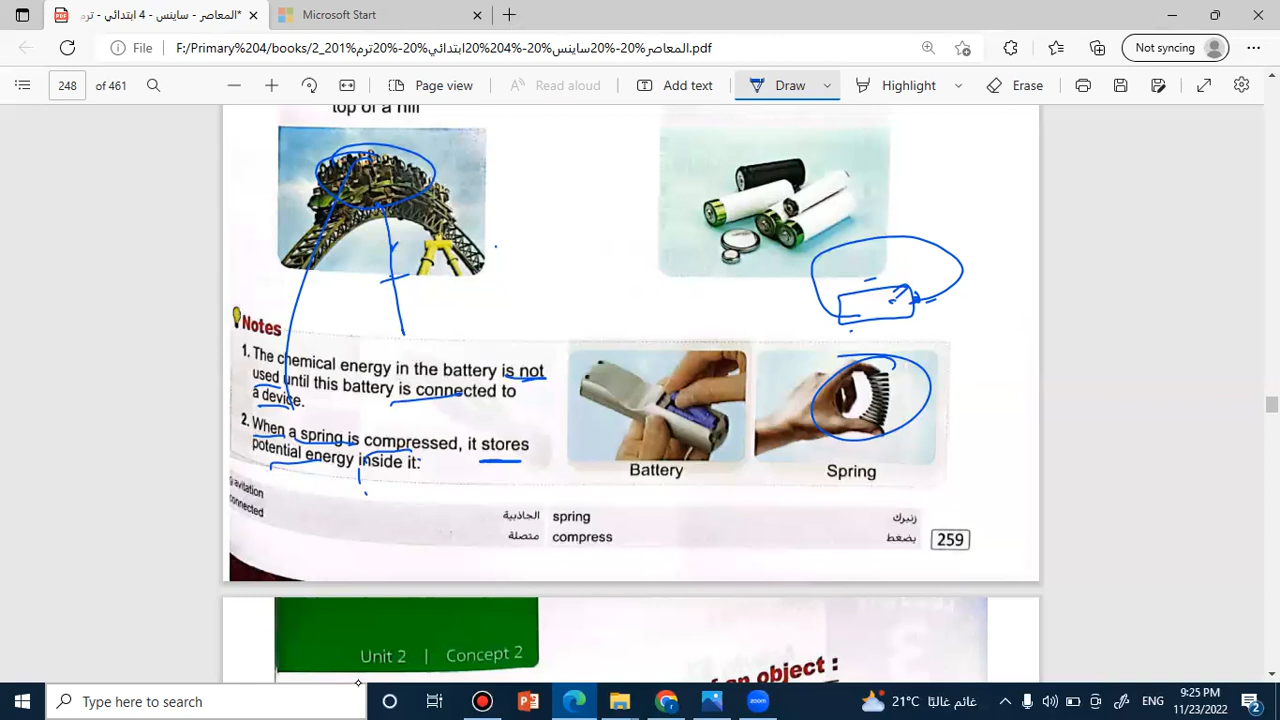 المعاصر - ساينس - 4 ابتدائي - ترم*
Microsoft Start
File
F:/Primary%204/books/2_201%المعاصر%20-%20ساينس%204%20-%20ابتدائي%20-%20ترم.pdf
Not syncing
248
of 461
Page view
Read aloud
Add text
Draw
Highlight
Erase
top of a hill
Notes
1. The chemical energy in the battery is not
used until this battery is connected to
a device.
2. When a spring is compressed, it stores
potential energy inside it:
Battery
Spring
avitation
الجاذبية
spring
زنبرك
connected
متصلة
compress
يضغط
259
Unit 2 | Concept 2
of an object :
Type here to search
21°C غائم غالبًا
ENG
9:25 PM
11/23/2022
2